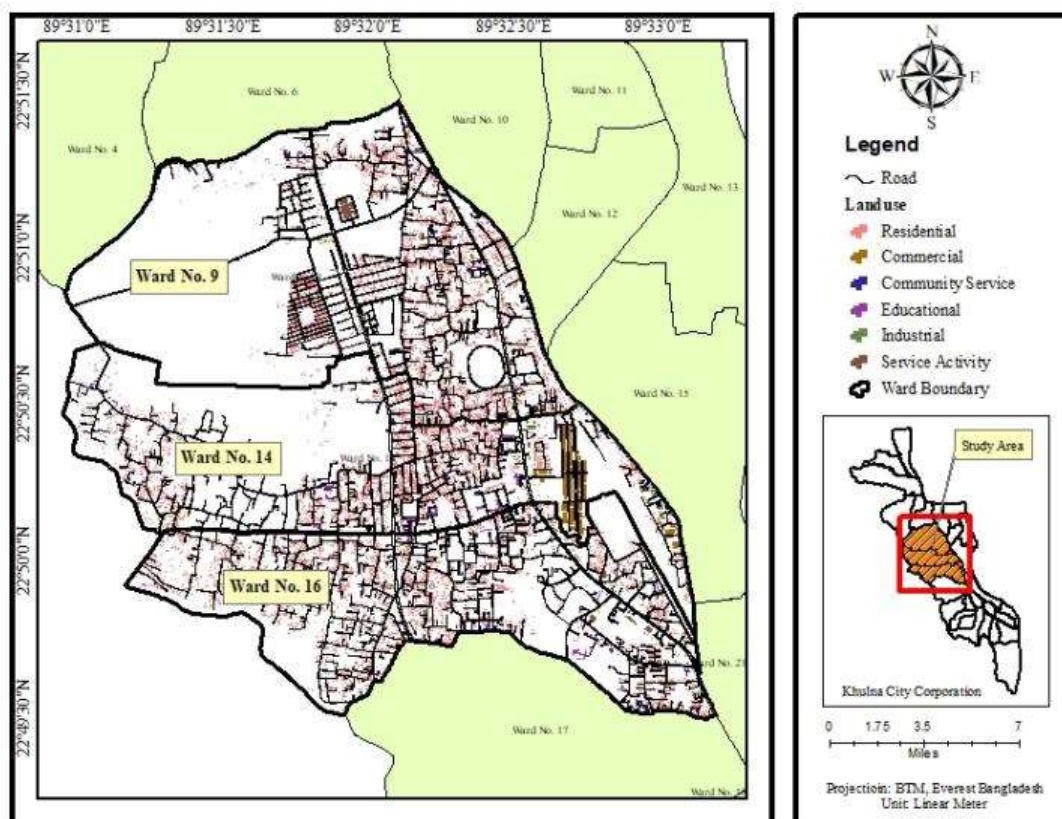 89°31'0"E 89°31'30"E 89°32'0"E 89°32'30"E 89°33'0"E
22°51'30"N
22°51'0"N
22°50'30"N
22°50'0"N
22°49'30"N
Ward No. 6
Ward No. 11
Ward No. 10
Ward No. 4
Ward No. 13
Ward No. 12
Ward No. 9
Ward No. 15
Ward No. 14
Ward No. 16
Ward No. 21
Ward No. 17
N
W E
S
Legend
Road
Landuse
Residential
Commercial
Community Service
Educational
Industrial
Service Activity
Ward Boundary
Study Area
Khulna City Corporation
0 1.75 3.5 7
Miles
Projectioin: BTM, Everest Bangladesh
Unit: Linear Meter